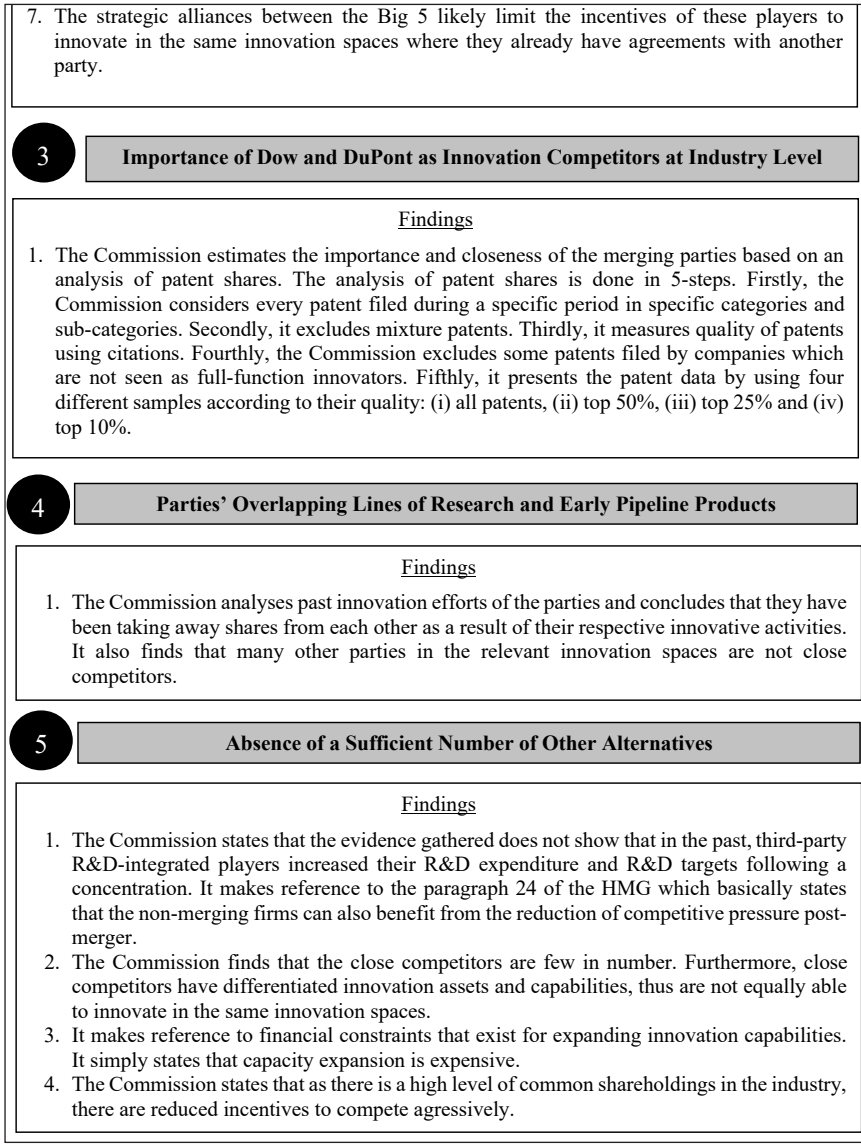 7. The strategic alliances between the Big 5 likely limit the incentives of these players to
innovate in the same innovation spaces where they already have agreements with another
party.
3
Importance of Dow and DuPont as Innovation Competitors at Industry Level
Findings
1. The Commission estimates the importance and closeness of the merging parties based on an
analysis of patent shares. The analysis of patent shares is done in 5-steps. Firstly, the
Commission considers every patent filed during a specific period in specific categories and
sub-categories. Secondly, it excludes mixture patents. Thirdly, it measures quality of patents
using citations. Fourthly, the Commission excludes some patents filed by companies which
are not seen as full-function innovators. Fifthly, it presents the patent data by using four
different samples according to their quality: (i) all patents, (ii) top 50%, (iii) top 25% and (iv)
top 10%.
4
Parties’ Overlapping Lines of Research and Early Pipeline Products
Findings
1. The Commission analyses past innovation efforts of the parties and concludes that they have
been taking away shares from each other as a result of their respective innovative activities.
It also finds that many other parties in the relevant innovation spaces are not close
competitors.
5
Absence of a Sufficient Number of Other Alternatives
Findings
1. The Commission states that the evidence gathered does not show that in the past, third-party
R&D-integrated players increased their R&D expenditure and R&D targets following a
concentration. It makes reference to the paragraph 24 of the HMG which basically states
that the non-merging firms can also benefit from the reduction of competitive pressure post-
merger.
2. The Commission finds that the close competitors are few in number. Furthermore, close
competitors have differentiated innovation assets and capabilities, thus are not equally able
to innovate in the same innovation spaces.
3. It makes reference to financial constraints that exist for expanding innovation capabilities.
It simply states that capacity expansion is expensive.
4. The Commission states that as there is a high level of common shareholdings in the industry,
there are reduced incentives to compete agressively.